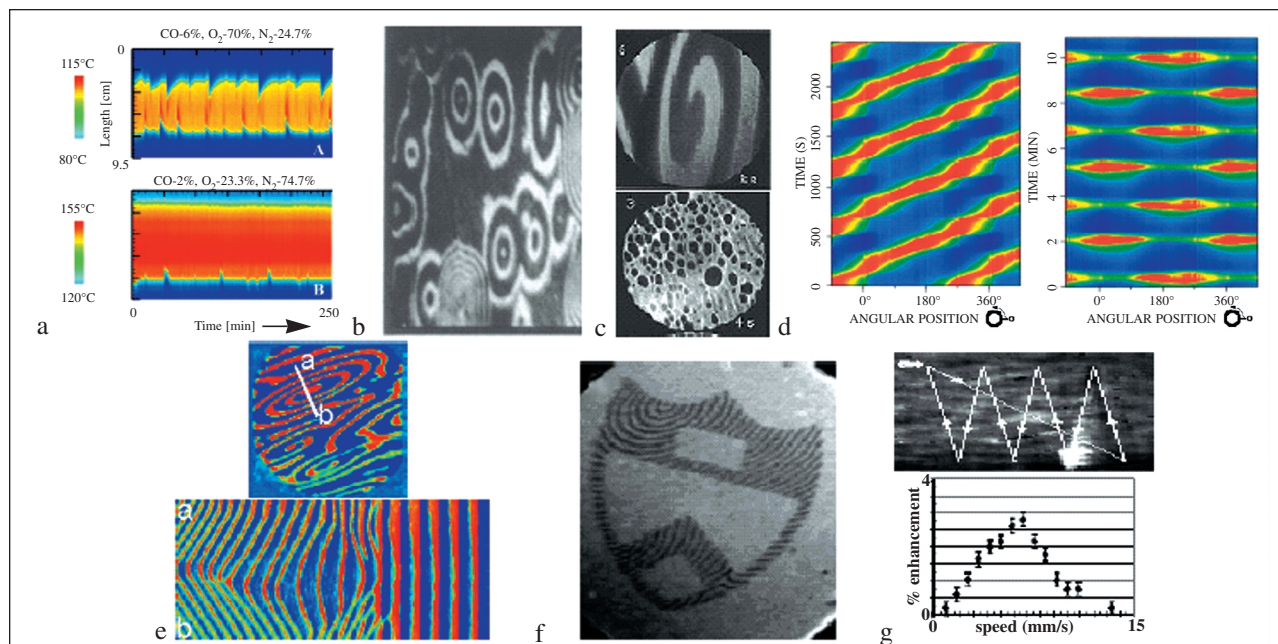 CO-6%, O₂-70%, N₂-24.7%
115°C
80°C
Length [cm]
0
9.5
A
CO-2%, O₂-23.3%, N₂-74.7%
155°C
120°C
B
0
250
Time [min]
a
b
6
3
4 s
c
TIME (S)
2000
1500
1000
500
0
0° 180° 360°
ANGULAR POSITION
TIME (MIN)
10
8
6
4
2
0
0° 180° 360°
ANGULAR POSITION
d
a
b
a
b
e
f
% enhancement
4
0
0 15
speed (mm/s)
g